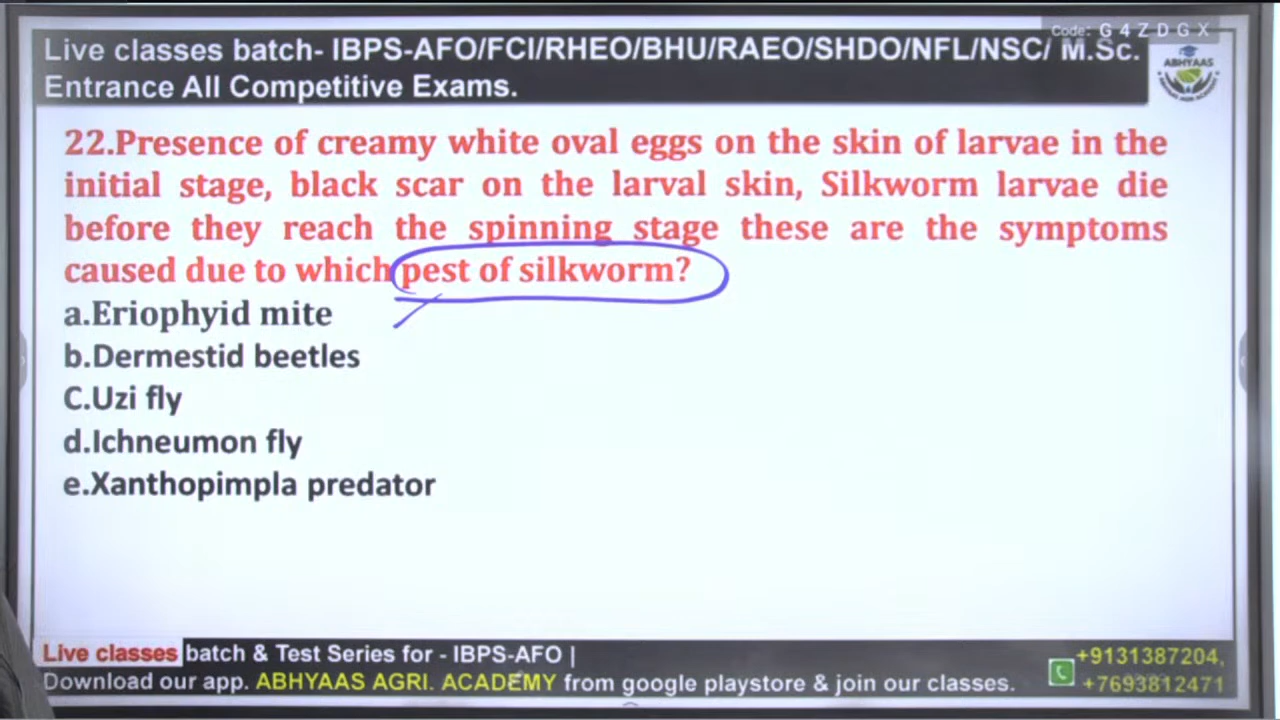 Code: G 4 Z D G X
Live classes batch- IBPS-AFO/FCI/RHEO/BHU/RAEO/SHDO/NFL/NSC/ M.Sc.
Entrance All Competitive Exams.
ABHYAAS
22.Presence of creamy white oval eggs on the skin of larvae in the
initial stage, black scar on the larval skin, Silkworm larvae die
before they reach the spinning stage these are the symptoms
caused due to which pest of silkworm?
a.Eriophyid mite
b.Dermestid beetles
C.Uzi fly
d.Ichneumon fly
e.Xanthopimpla predator
Live classes batch & Test Series for - IBPS-AFO |
Download our app. ABHYAAS AGRI. ACADEMY from google playstore & join our classes.
+9131387204,
+7693812471